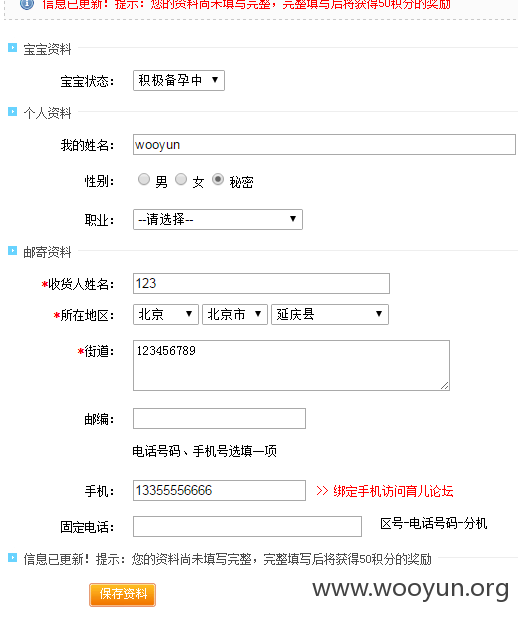 信息已更新！提示：您的资料尚未填写完整，完整填写后将获得50积分的奖励
宝宝资料
宝宝状态： 积极备孕中
个人资料
我的姓名： wooyun
性别： 男 女 秘密
职业： --请选择--
邮寄资料
*收货人姓名： 123
*所在地区： 北京 北京市 延庆县
*街道： 123456789
邮编：
电话号码、手机号选填一项
手机： 13355556666 >> 绑定手机访问育儿论坛
固定电话： 区号-电话号码-分机
信息已更新！提示：您的资料尚未填写完整，完整填写后将获得50积分的奖励
保存资料
www.wooyun.org